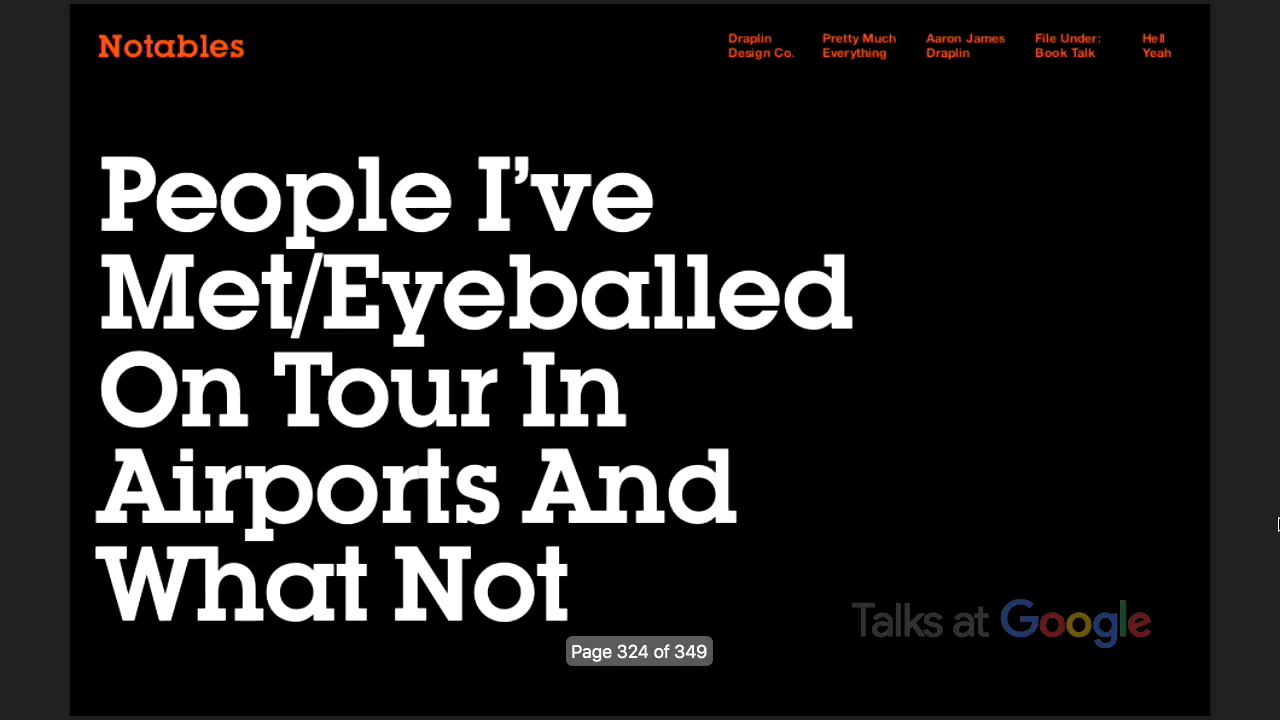 Notables
Draplin
Design Co.
Pretty Much
Everything
Aaron James
Draplin
File Under:
Book Talk
Hell
Yeah
People I’ve
Met/Eyeballed
On Tour In
Airports And
What Not
Talks at Google
Page 324 of 349